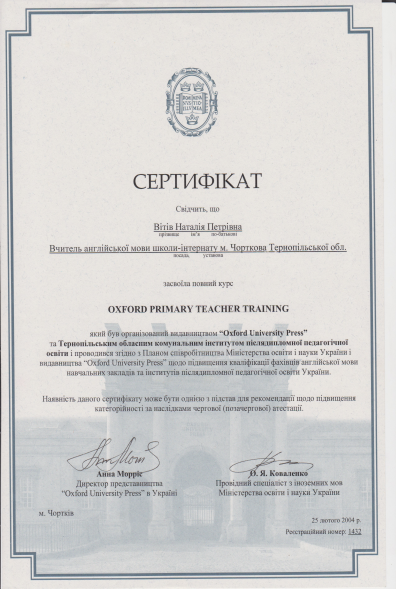 СЕРТИФІКАТ
Свідчить, що
Вітів Наталія Петрівна
прізвище ім'я по-батькові
Вчитель англійської мови школи-інтернату м. Чорткова Тернопільської обл.
посада, установа
засвоїла повний курс
OXFORD PRIMARY TEACHER TRAINING
який був організований видавництвом “Oxford University Press”
та Тернопільським обласним комунальним інститутом післядипломної педагогічної
освіти і проводився згідно з Планом співробітництва Міністерства освіти і науки України і
видавництва “Oxford University Press” щодо підвищення кваліфікації фахівців англійської мови
навчальних закладів та інститутів післядипломної педагогічної освіти України.
Наявність даного сертифікату може бути однією з підстав для рекомендації щодо підвищення
категорійності за наслідками чергової (позачергової) атестації.
Анна Морріс
Директор представництва
“Oxford University Press” в Україні
О. Я. Коваленко
Провідний спеціаліст з іноземних мов
Міністерства освіти і науки України
м. Чортків
25 лютого 2004 р.
Реєстраційний номер: 1432